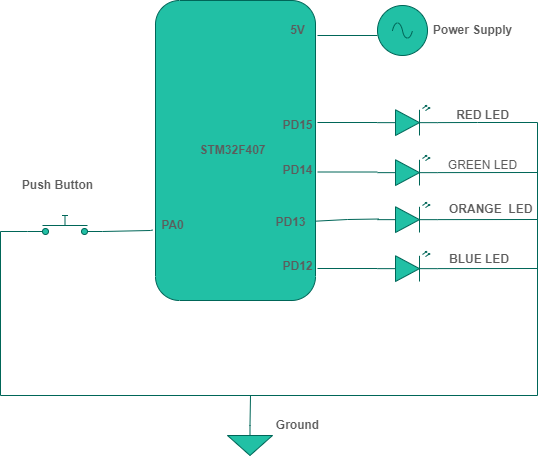 5V
Power Supply
PD15
RED LED
STM32F407
PD14
GREEN LED
Push Button
ORANGE  LED
PA0
PD13
PD12
BLUE LED
Ground